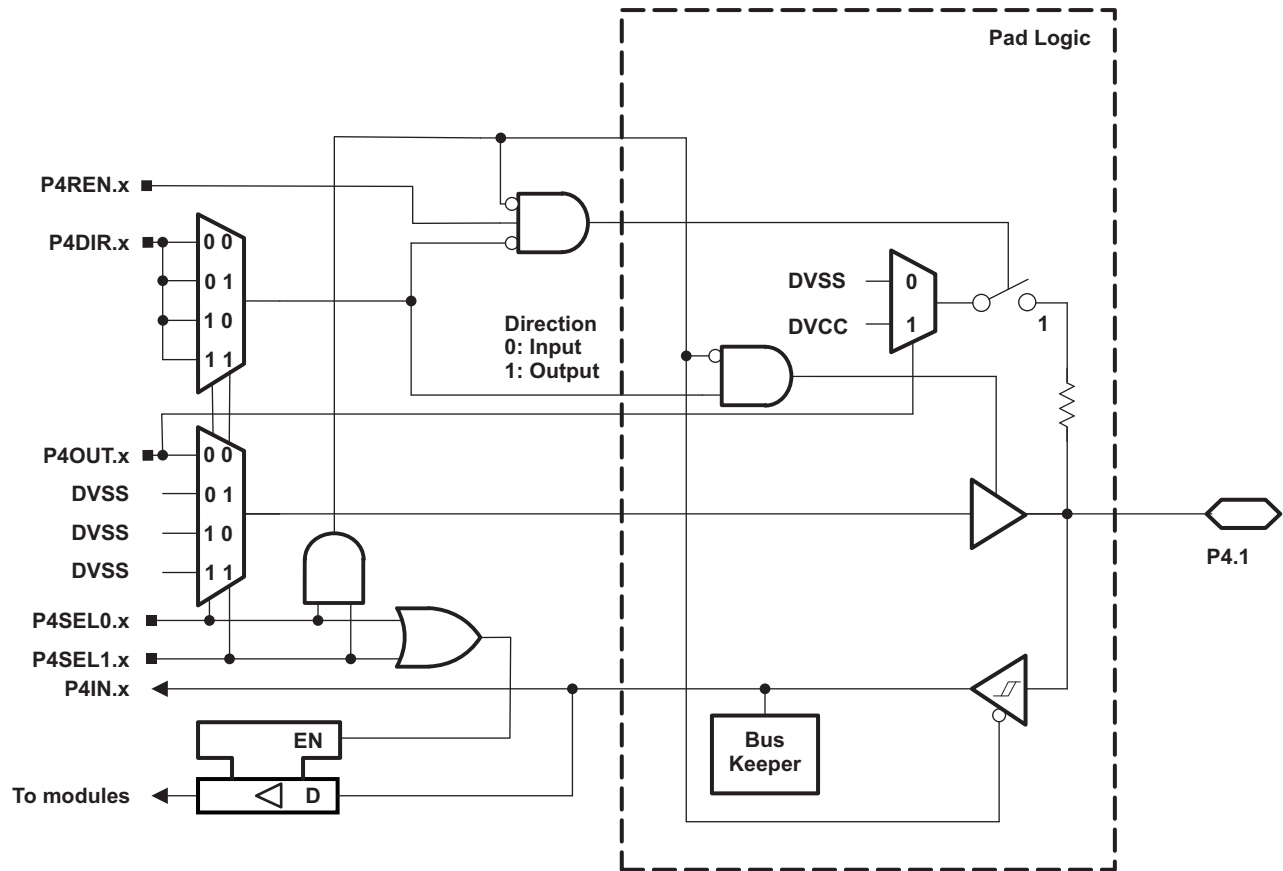 Pad Logic
P4REN.x
P4DIR.x
0 0
0 1
1 0
1 1
Direction
0: Input
1: Output
DVSS
0
DVCC
1
1
P4OUT.x
0 0
DVSS
0 1
DVSS
1 0
DVSS
1 1
P4.1
P4SEL0.x
P4SEL1.x
P4IN.x
EN
Bus
Keeper
To modules
D